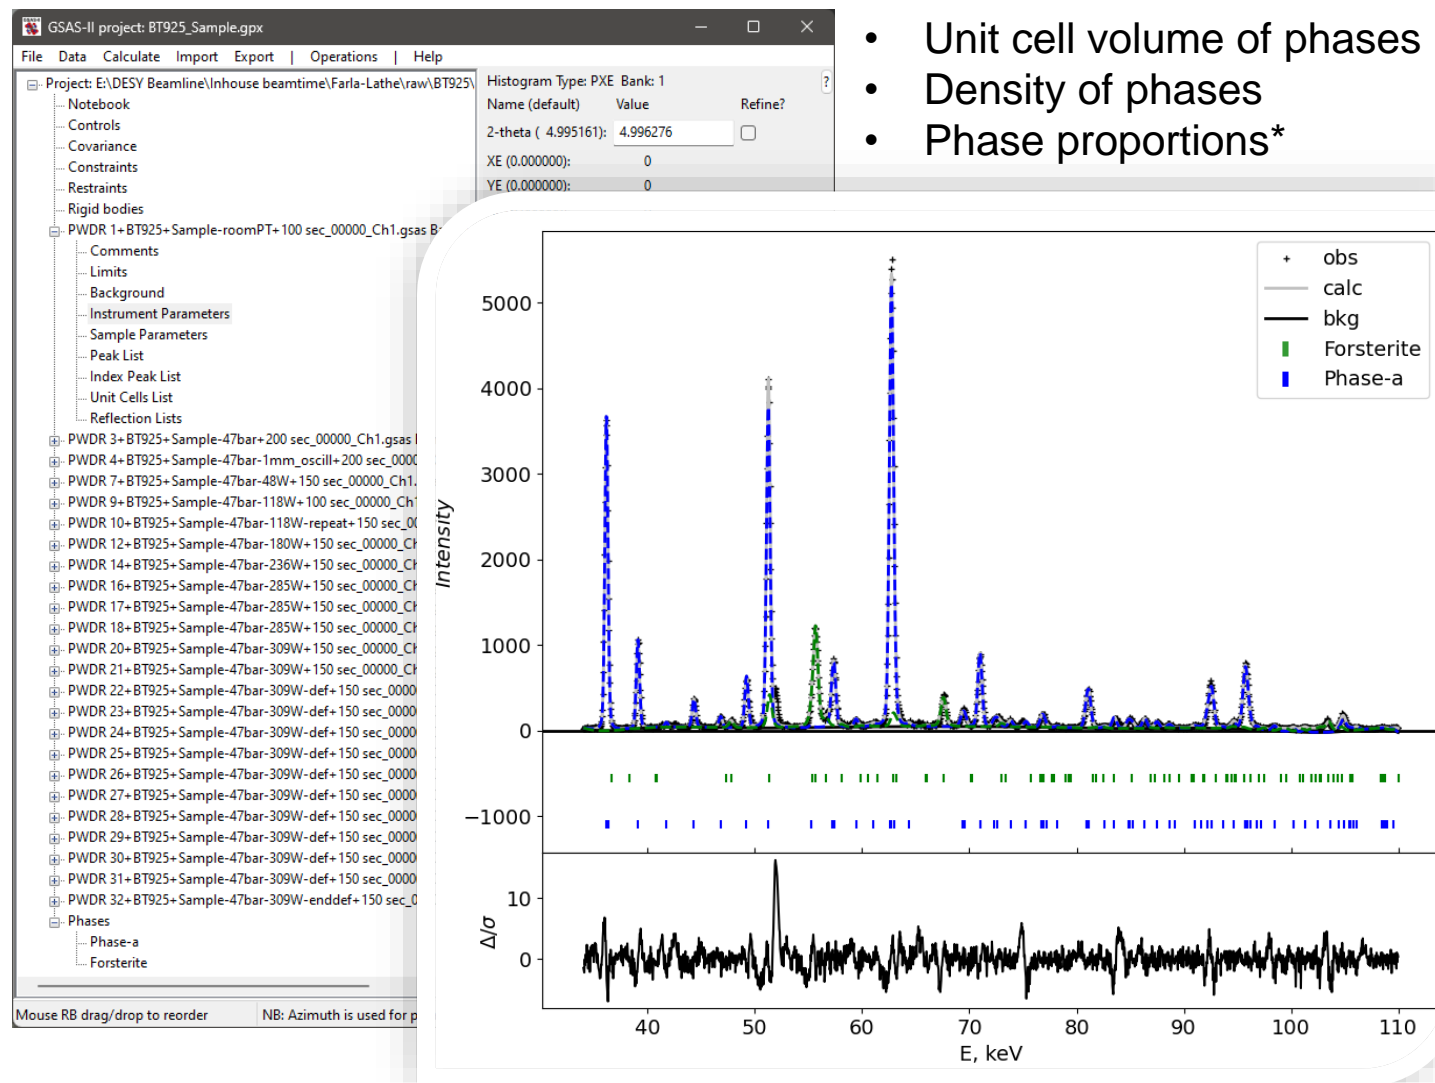 GSAS-II project: BT925_Sample.gpx
File Data Calculate Import Export | Operations | Help
Project: E:\DESY Beamline\Inhouse beamtime\Farla-Lathe\raw\BT925\
Notebook
Controls
Covariance
Constraints
Restraints
Rigid bodies
PWDR 1+BT925+Sample-roomPT+100 sec_00000_Ch1.gsas
Comments
Limits
Background
Instrument Parameters
Sample Parameters
Peak List
Index Peak List
Unit Cells List
Reflection Lists
PWDR 3+BT925+Sample-47bar+200 sec_00000_Ch1.gsas
PWDR 4+BT925+Sample-47bar-1mm_oscill+200 sec_000
PWDR 7+BT925+Sample-47bar-48W+150 sec_00000_Ch1.
PWDR 9+BT925+Sample-47bar-118W+100 sec_00000_Ch
PWDR 10+BT925+Sample-47bar-118W-repeat+150 sec_0
PWDR 12+BT925+Sample-47bar-180W+150 sec_00000_Ch
PWDR 14+BT925+Sample-47bar-236W+150 sec_00000_Ch
PWDR 16+BT925+Sample-47bar-285W+150 sec_00000_Ch
PWDR 17+BT925+Sample-47bar-285W+150 sec_00000_Ch
PWDR 18+BT925+Sample-47bar-285W+150 sec_00000_Ch
PWDR 20+BT925+Sample-47bar-309W+150 sec_00000_Ch
PWDR 21+BT925+Sample-47bar-309W+150 sec_00000_Ch
PWDR 22+BT925+Sample-47bar-309W-def+150 sec_0000
PWDR 23+BT925+Sample-47bar-309W-def+150 sec_0000
PWDR 24+BT925+Sample-47bar-309W-def+150 sec_0000
PWDR 25+BT925+Sample-47bar-309W-def+150 sec_0000
PWDR 26+BT925+Sample-47bar-309W-def+150 sec_0000
PWDR 27+BT925+Sample-47bar-309W-def+150 sec_0000
PWDR 28+BT925+Sample-47bar-309W-def+150 sec_0000
PWDR 29+BT925+Sample-47bar-309W-def+150 sec_0000
PWDR 30+BT925+Sample-47bar-309W-def+150 sec_0000
PWDR 31+BT925+Sample-47bar-309W-def+150 sec_0000
PWDR 32+BT925+Sample-47bar-309W-enddef+150 sec_0
Phases
Phase-a
Forsterite
Mouse RB drag/drop to reorder NB: Azimuth is used for p
Histogram Type: PXE Bank: 1
?
Name (default) Value Refine?
2-theta ( 4.995161): 4.996276
XE (0.000000): 0
YE (0.000000): 0
• Unit cell volume of phases
• Density of phases
• Phase proportions*
obs
calc
bkg
Forsterite
Phase-a
5000
4000
3000
2000
1000
0
−1000
Intensity
10
0
Δ/σ
40 50 60 70 80 90 100 110
E, keV